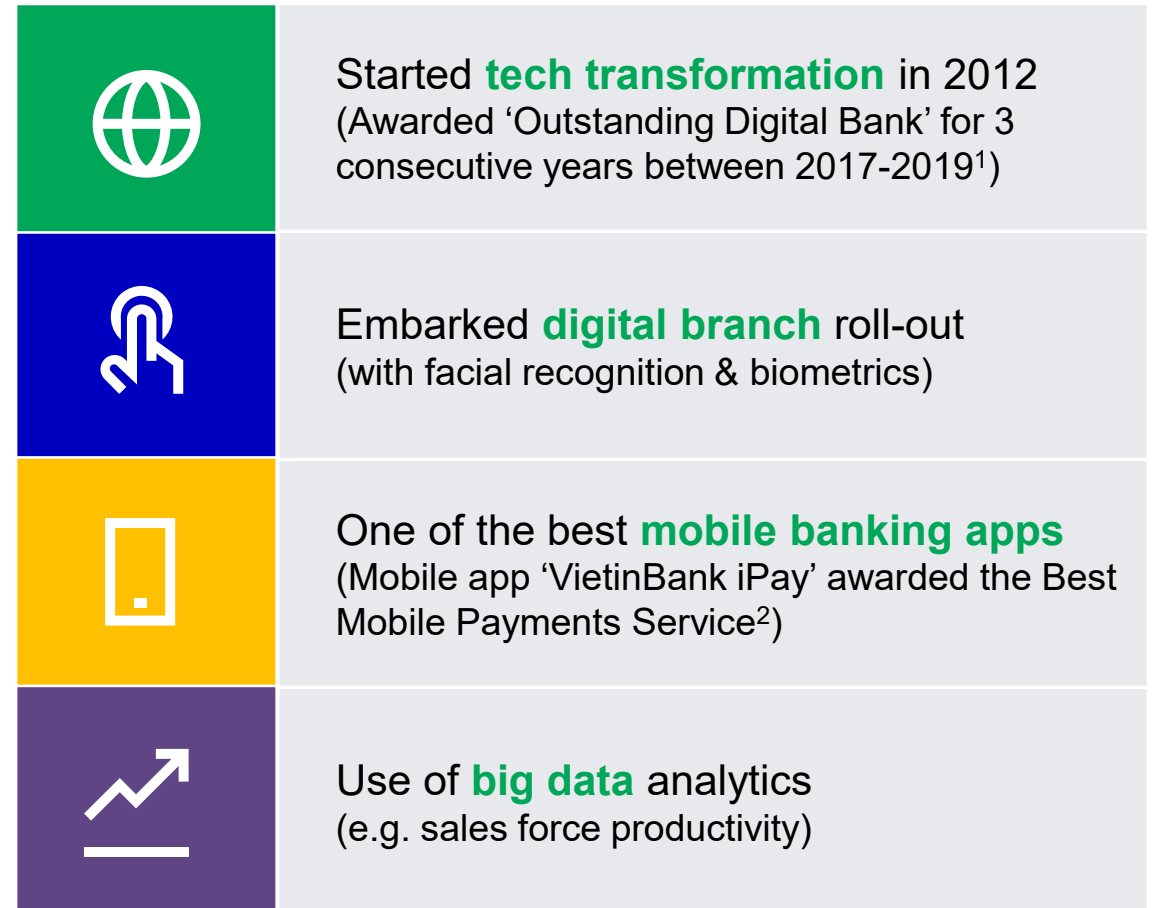 Started tech transformation in 2012
(Awarded ‘Outstanding Digital Bank’ for 3
consecutive years between 2017-2019¹)
Embarked digital branch roll-out
(with facial recognition & biometrics)
One of the best mobile banking apps
(Mobile app ‘VietinBank iPay’ awarded the Best
Mobile Payments Service²)
Use of big data analytics
(e.g. sales force productivity)